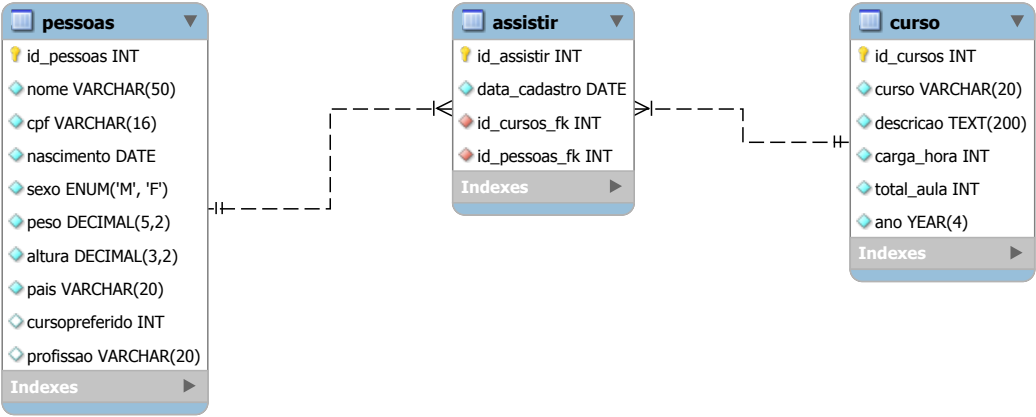 pessoas
id_pessoas INT
nome VARCHAR(50)
cpf VARCHAR(16)
nascimento DATE
sexo ENUM('M', 'F')
peso DECIMAL(5,2)
altura DECIMAL(3,2)
pais VARCHAR(20)
cursopreferido INT
profissao VARCHAR(20)
Indexes
assistir
id_assistir INT
data_cadastro DATE
id_cursos_fk INT
id_pessoas_fk INT
Indexes
curso
id_cursos INT
curso VARCHAR(20)
descricao TEXT(200)
carga_hora INT
total_aula INT
ano YEAR(4)
Indexes